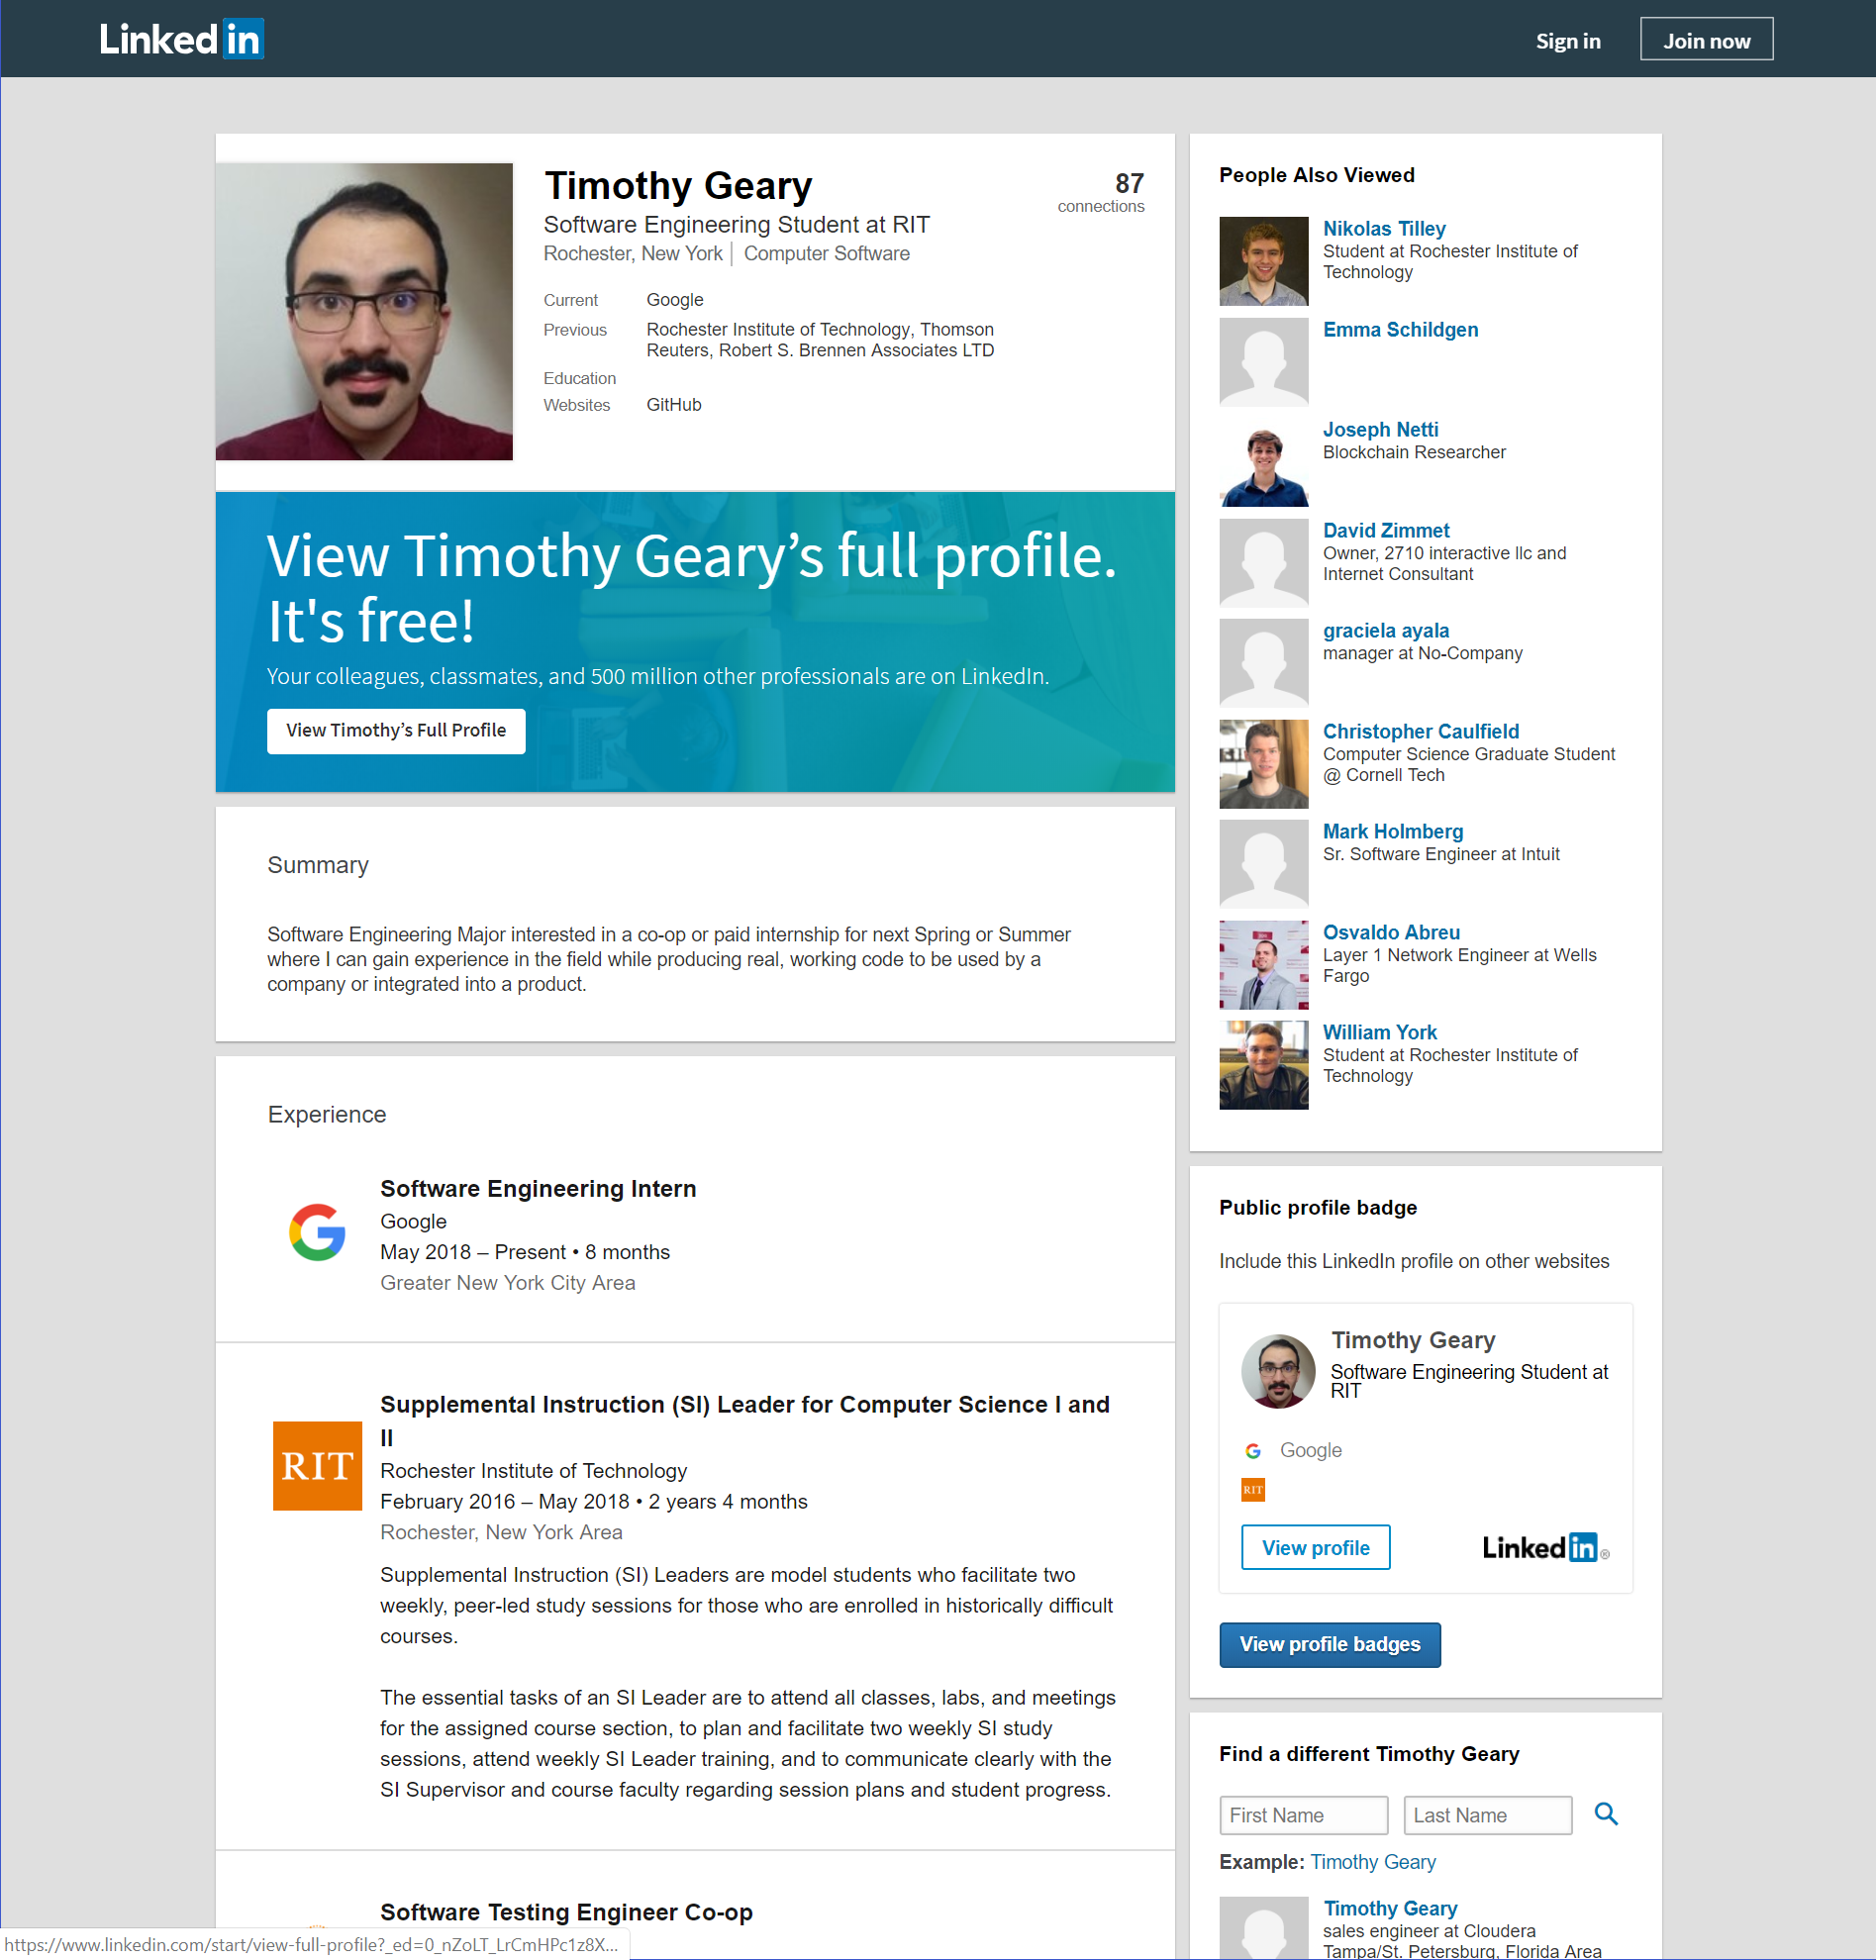 Linked in
Sign in
Join now
Timothy Geary
87
connections
Software Engineering Student at RIT
Rochester, New York | Computer Software
Current Google
Previous Rochester Institute of Technology, Thomson
Reuters, Robert S. Brennen Associates LTD
Education
Websites GitHub
View Timothy Geary’s full profile.
It's free!
Your colleagues, classmates, and 500 million other professionals are on LinkedIn.
View Timothy’s Full Profile
Summary
Software Engineering Major interested in a co-op or paid internship for next Spring or Summer
where I can gain experience in the field while producing real, working code to be used by a
company or integrated into a product.
Experience
Software Engineering Intern
Google
May 2018 – Present • 8 months
Greater New York City Area
RIT
Supplemental Instruction (SI) Leader for Computer Science I and
II
Rochester Institute of Technology
February 2016 – May 2018 • 2 years 4 months
Rochester, New York Area
Supplemental Instruction (SI) Leaders are model students who facilitate two
weekly, peer-led study sessions for those who are enrolled in historically difficult
courses.
The essential tasks of an SI Leader are to attend all classes, labs, and meetings
for the assigned course section, to plan and facilitate two weekly SI study
sessions, attend weekly SI Leader training, and to communicate clearly with the
SI Supervisor and course faculty regarding session plans and student progress.
Software Testing Engineer Co-op
https://www.linkedin.com/start/view-full-profile?_ed=0_nZoLT_LrCmHPc1z8X...
People Also Viewed
Nikolas Tilley
Student at Rochester Institute of
Technology
Emma Schildgen
Joseph Netti
Blockchain Researcher
David Zimmet
Owner, 2710 interactive llc and
Internet Consultant
graciela ayala
manager at No-Company
Christopher Caulfield
Computer Science Graduate Student
@ Cornell Tech
Mark Holmberg
Sr. Software Engineer at Intuit
Osvaldo Abreu
Layer 1 Network Engineer at Wells
Fargo
William York
Student at Rochester Institute of
Technology
Public profile badge
Include this LinkedIn profile on other websites
Timothy Geary
Software Engineering Student at
RIT
Google
RIT
View profile
Linked in ®
View profile badges
Find a different Timothy Geary
First Name
Last Name
Example: Timothy Geary
Timothy Geary
sales engineer at Cloudera
Tampa/St. Petersburg, Florida Area